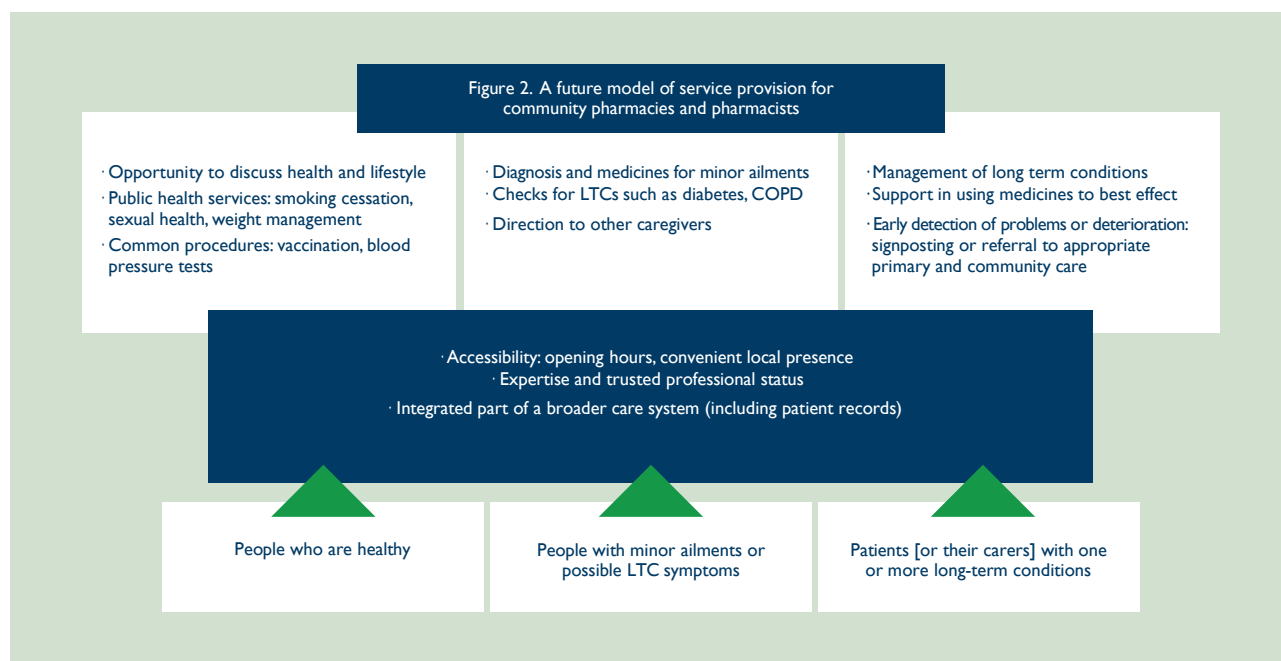 Figure 2. A future model of service provision for
community pharmacies and pharmacists
· Opportunity to discuss health and lifestyle
· Public health services: smoking cessation,
sexual health, weight management
· Common procedures: vaccination, blood
pressure tests
· Diagnosis and medicines for minor ailments
· Checks for LTCs such as diabetes, COPD
· Direction to other caregivers
· Management of long term conditions
· Support in using medicines to best effect
· Early detection of problems or deterioration:
signposting or referral to appropriate
primary and community care
· Accessibility: opening hours, convenient local presence
· Expertise and trusted professional status
· Integrated part of a broader care system (including patient records)
People who are healthy
People with minor ailments or
possible LTC symptoms
Patients [or their carers] with one
or more long-term conditions